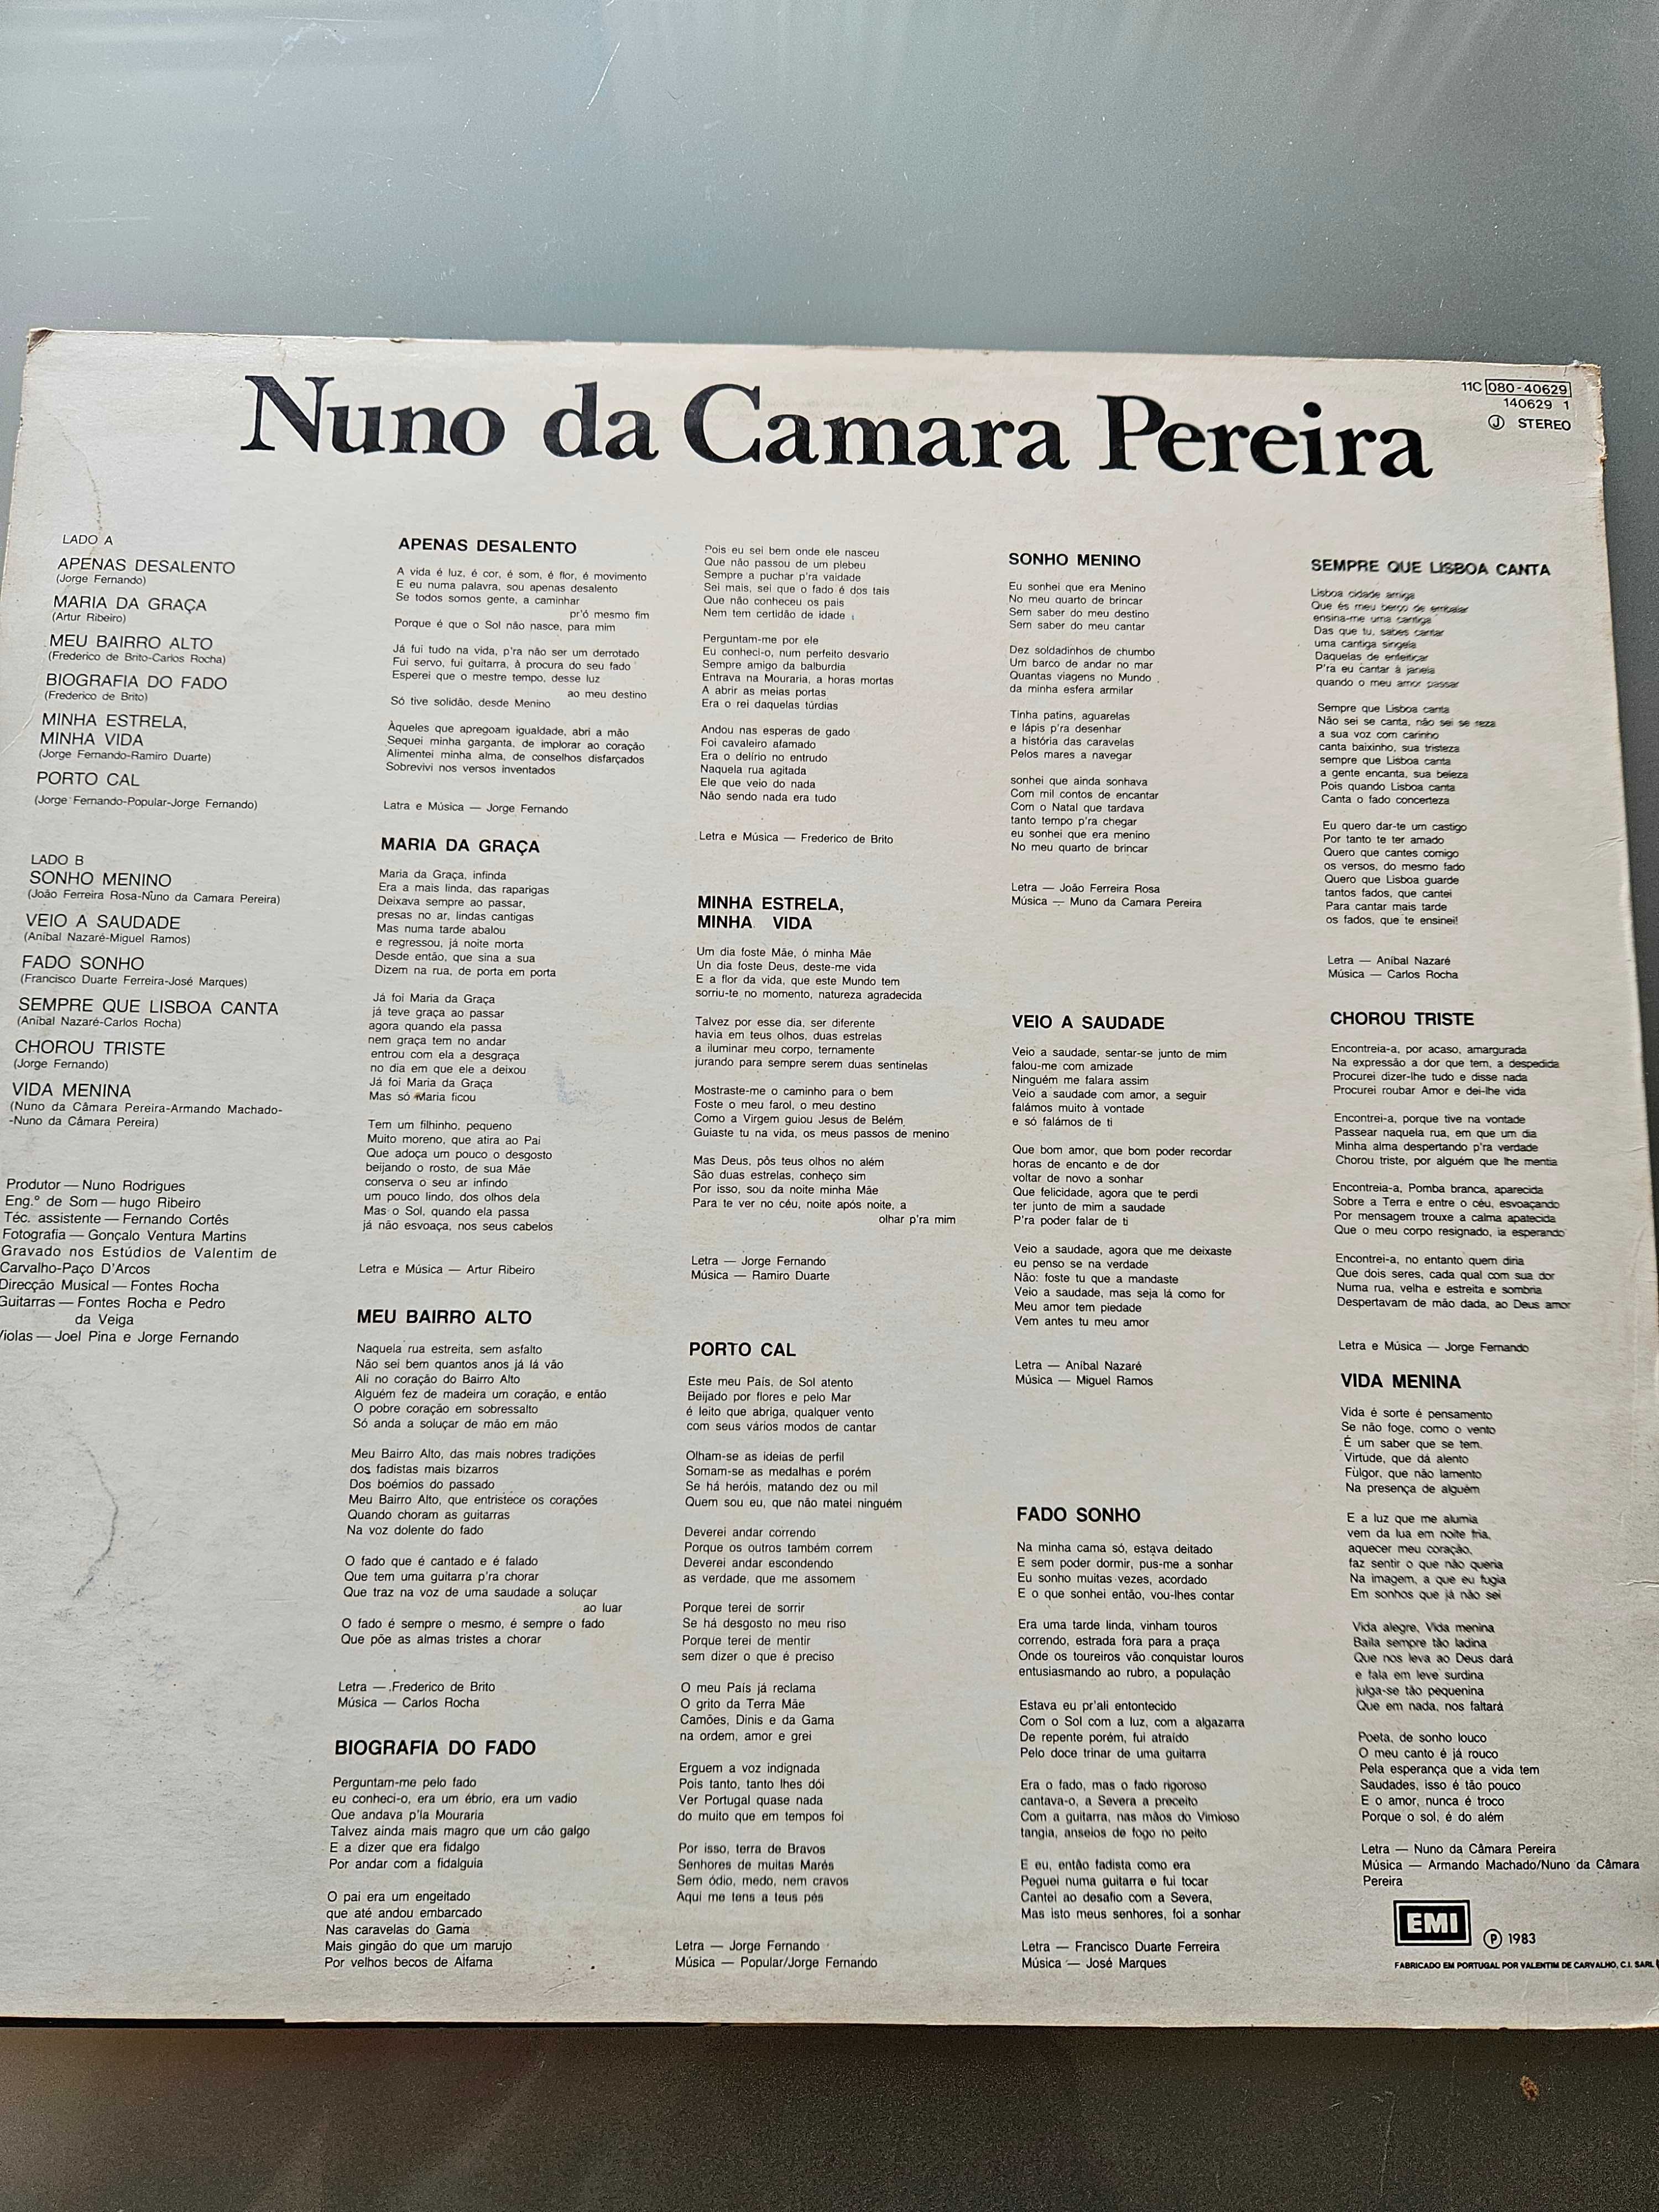 Nuno da Camara Pereira
11C 080-40629
140629 1
J STEREO
LADO A
APENAS DESALENTO
(Jorge Fernando)
MARIA DA GRAÇA
(Artur Ribeiro)
MEU BAIRRO ALTO
(Frederico de Brito-Carlos Rocha)
BIOGRAFIA DO FADO
(Frederico de Brito)
MINHA ESTRELA,
MINHA VIDA
(Jorge Fernando-Ramiro Duarte)
PORTO CAL
(Jorge Fernando-Popular-Jorge Fernando)
LADO B
SONHO MENINO
(João Ferreira Rosa-Nuno da Camara Pereira)
VEIO A SAUDADE
(Aníbal Nazaré-Miguel Ramos)
FADO SONHO
(Francisco Duarte Ferreira-José Marques)
SEMPRE QUE LISBOA CANTA
(Aníbal Nazaré-Carlos Rocha)
CHOROU TRISTE
(Jorge Fernando)
VIDA MENINA
(Nuno da Câmara Pereira-Armando Machado-
-Nuno da Câmara Pereira)
Produtor — Nuno Rodrigues
Eng.º de Som — hugo Ribeiro
Téc. assistente — Fernando Cortês
Fotografia — Gonçalo Ventura Martins
Gravado nos Estúdios de Valentim de
Carvalho-Paço D'Arcos
Direcção Musical — Fontes Rocha
Guitarras — Fontes Rocha e Pedro
da Veiga
Violas — Joel Pina e Jorge Fernando
APENAS DESALENTO
A vida é luz, é cor, é som, é flor, é movimento
E eu numa palavra, sou apenas desalento
Se todos somos gente, a caminhar
pr'ó mesmo fim
Porque é que o Sol não nasce, para mim
Já fui tudo na vida, p'ra não ser um derrotado
Fui servo, fui guitarra, à procura do seu fado
Esperei que o mestre tempo, desse luz
ao meu destino
Só tive solidão, desde Menino
Àqueles que apregoam igualdade, abri a mão
Sequei minha garganta, de implorar ao coração
Alimentei minha alma, de conselhos disfarçados
Sobrevivi nos versos inventados
Latra e Música — Jorge Fernando
MARIA DA GRAÇA
Maria da Graça, infinda
Era a mais linda, das raparigas
Deixava sempre ao passar,
presas no ar, lindas cantigas
Mas numa tarde abalou
e regressou, já noite morta
Desde então, que sina a sua
Dizem na rua, de porta em porta
Já foi Maria da Graça
já teve graça ao passar
agora quando ela passa
nem graça tem no andar
entrou com ela a desgraça
no dia em que ele a deixou
Já foi Maria da Graça
Mas só Maria ficou
Tem um filhinho, pequeno
Muito moreno, que atira ao Pai
Que adoça um pouco o desgosto
beijando o rosto, de sua Mãe
conserva o seu ar infindo
um pouco lindo, dos olhos dela
Mas o Sol, quando ela passa
já não esvoaça, nos seus cabelos
Letra e Música — Artur Ribeiro
MEU BAIRRO ALTO
Naquela rua estreita, sem asfalto
Não sei bem quantos anos já lá vão
Ali no coração do Bairro Alto
Alguém fez de madeira um coração, e então
O pobre coração em sobressalto
Só anda a soluçar de mão em mão
Meu Bairro Alto, das mais nobres tradições
dos fadistas mais bizarros
Dos boémios do passado
Meu Bairro Alto, que entristece os corações
Quando choram as guitarras
Na voz dolente do fado
O fado que é cantado e é falado
Que tem uma guitarra p'ra chorar
Que traz na voz de uma saudade a soluçar
ao luar
O fado é sempre o mesmo, é sempre o fado
Que põe as almas tristes a chorar
Letra — Frederico de Brito
Música — Carlos Rocha
BIOGRAFIA DO FADO
Perguntam-me pelo fado
eu conheci-o, era um ébrio, era um vadio
Que andava p'la Mouraria
Talvez ainda mais magro que um cão galgo
E a dizer que era fidalgo
Por andar com a fidalguia
O pai era um engeitado
que até andou embarcado
Nas caravelas do Gama
Mais gingão do que um marujo
Por velhos becos de Alfama
Pois eu sei bem onde ele nasceu
Que não passou de um plebeu
Sempre a puchar p'ra vaidade
Sei mais, sei que o fado é dos tais
Que não conheceu os pais
Nem tem certidão de idade
Perguntam-me por ele
Eu conheci-o, num perfeito desvario
Sempre amigo da balburdia
Entrava na Mouraria, a horas mortas
A abrir as meias portas
Era o rei daquelas túrdias
Andou nas esperas de gado
Foi cavaleiro afamado
Era o delírio no entrudo
Naquela rua agitada
Ele que veio do nada
Não sendo nada era tudo
Letra e Música — Frederico de Brito
MINHA ESTRELA,
MINHA VIDA
Um dia foste Mãe, ó minha Mãe
Un dia foste Deus, deste-me vida
E a flor da vida, que este Mundo tem
sorriu-te no momento, natureza agradecida
Talvez por esse dia, ser diferente
havia em teus olhos, duas estrelas
a iluminar meu corpo, ternamente
jurando para sempre serem duas sentinelas
Mostraste-me o caminho para o bem
Foste o meu farol, o meu destino
Como a Virgem guiou Jesus de Belém
Guiaste tu na vida, os meus passos de menino
Mas Deus, pôs teus olhos no além
São duas estrelas, conheço sim
Por isso, sou da noite minha Mãe
Para te ver no céu, noite após noite, a
olhar p'ra mim
Letra — Jorge Fernando
Música — Ramiro Duarte
PORTO CAL
Este meu País, de Sol atento
Beijado por flores e pelo Mar
é leito que abriga, qualquer vento
com seus vários modos de cantar
Olham-se as ideias de perfil
Somam-se as medalhas e porém
Se há heróis, matando dez ou mil
Quem sou eu, que não matei ninguém
Deverei andar correndo
Porque os outros também correm
Deverei andar escondendo
as verdade, que me assomem
Porque terei de sorrir
Se há desgosto no meu riso
Porque terei de mentir
sem dizer o que é preciso
O meu País já reclama
O grito da Terra Mãe
Camões, Dinis e da Gama
na ordem, amor e grei
Erguem a voz indignada
Pois tanto, tanto lhes dói
Ver Portugal quase nada
do muito que em tempos foi
Por isso, terra de Bravos
Senhores de muitas Marés
Sem ódio, medo, nem cravos
Aqui me tens a teus pés
Letra — Jorge Fernando
Música — Popular/Jorge Fernando
SONHO MENINO
Eu sonhei que era Menino
No meu quarto de brincar
Sem saber do meu destino
Sem saber do meu cantar
Dez soldadinhos de chumbo
Um barco de andar no mar
Quantas viagens no Mundo
da minha esfera armilar
Tinha patins, aguarelas
e lápis p'ra desenhar
a história das caravelas
Pelos mares a navegar
sonhei que ainda sonhava
Com mil contos de encantar
Com o Natal que tardava
tanto tempo p'ra chegar
eu sonhei que era menino
No meu quarto de brincar
Letra — João Ferreira Rosa
Música — Muno da Camara Pereira
VEIO A SAUDADE
Veio a saudade, sentar-se junto de mim
falou-me com amizade
Ninguém me falara assim
Veio a saudade com amor, a seguir
falámos muito à vontade
e só falámos de ti
Que bom amor, que bom poder recordar
horas de encanto e de dor
voltar de novo a sonhar
Que felicidade, agora que te perdi
ter junto de mim a saudade
P'ra poder falar de ti
Veio a saudade, agora que me deixaste
eu penso se na verdade
Não: foste tu que a mandaste
Veio a saudade, mas seja lá como for
Meu amor tem piedade
Vem antes tu meu amor
Letra — Aníbal Nazaré
Música — Miguel Ramos
FADO SONHO
Na minha cama só, estava deitado
E sem poder dormir, pus-me a sonhar
Eu sonho muitas vezes, acordado
E o que sonhei então, vou-lhes contar
Era uma tarde linda, vinham touros
correndo, estrada fora para a praça
Onde os toureiros vão conquistar louros
entusiasmando ao rubro, a população
Estava eu pr'ali entontecido
Com o Sol com a luz, com a algazarra
De repente porém, fui atraído
Pelo doce trinar de uma guitarra
Era o fado, mas o fado rigoroso
cantava-o, a Severa a preceito
Com a guitarra, nas mãos do Vimioso
tangia, anseios de fogo no peito
E eu, então fadista como era
Peguei numa guitarra e fui tocar
Cantei ao desafio com a Severa,
Mas isto meus senhores, foi a sonhar
Letra — Francisco Duarte Ferreira
Música — José Marques
SEMPRE QUE LISBOA CANTA
Lisboa cidade amiga
Que és meu berço de embalar
ensina-me uma cantiga
Das que tu, sabes cantar
uma cantiga singela
Daquelas de enfeitiçar
P'ra eu cantar à janela
quando o meu amor passar
Sempre que Lisboa canta
Não sei se canta, não sei se reza
a sua voz com carinho
canta baixinho, sua tristeza
sempre que Lisboa canta
a gente encanta, sua beleza
Pois quando Lisboa canta
Canta o fado concerteza
Eu quero dar-te um castigo
Por tanto te ter amado
Quero que cantes comigo
os versos, do mesmo fado
Quero que Lisboa guarde
tantos fados, que cantei
Para cantar mais tarde
os fados, que te ensinei!
Letra — Aníbal Nazaré
Música — Carlos Rocha
CHOROU TRISTE
Encontreia-a, por acaso, amargurada
Na expressão a dor que tem, a despedida
Procurei dizer-lhe tudo e disse nada
Procurei roubar Amor e dei-lhe vida
Encontrei-a, porque tive na vontade
Passear naquela rua, em que um dia
Minha alma despertando p'ra verdade
Chorou triste, por alguém que lhe mentia
Encontreia-a, Pomba branca, aparecida
Sobre a Terra e entre o céu, esvoaçando
Por mensagem trouxe a calma apatecida
Que o meu corpo resignado, ia esperando
Encontrei-a, no entanto quem diria
Que dois seres, cada qual com sua dor
Numa rua, velha e estreita e sombria
Despertavam de mão dada, ao Deus amor
Letra e Música — Jorge Fernando
VIDA MENINA
Vida é sorte é pensamento
Se não foge, como o vento
É um saber que se tem.
Virtude, que dá alento
Fùlgor, que não lamento
Na presença de alguém
E a luz que me alumia
vem da lua em noite fria,
aquecer meu coração,
faz sentir o que não queria
Na imagem, a que eu fugia
Em sonhos que já não sei
Vida alegre, Vida menina
Baila sempre tão ladina
Que nos leva ao Deus dará
e fala em leve surdina
julga-se tão pequenina
Que em nada, nos faltará
Poeta, de sonho louco
O meu canto é já rouco
Pela esperança que a vida tem
Saudades, isso é tão pouco
E o amor, nunca é troco
Porque o sol, é do além
Letra — Nuno da Câmara Pereira
Música — Armando Machado/Nuno da Câmara
Pereira
EMI
Ⓟ 1983
FABRICADO EM PORTUGAL POR VALENTIM DE CARVALHO, C.I. SARL